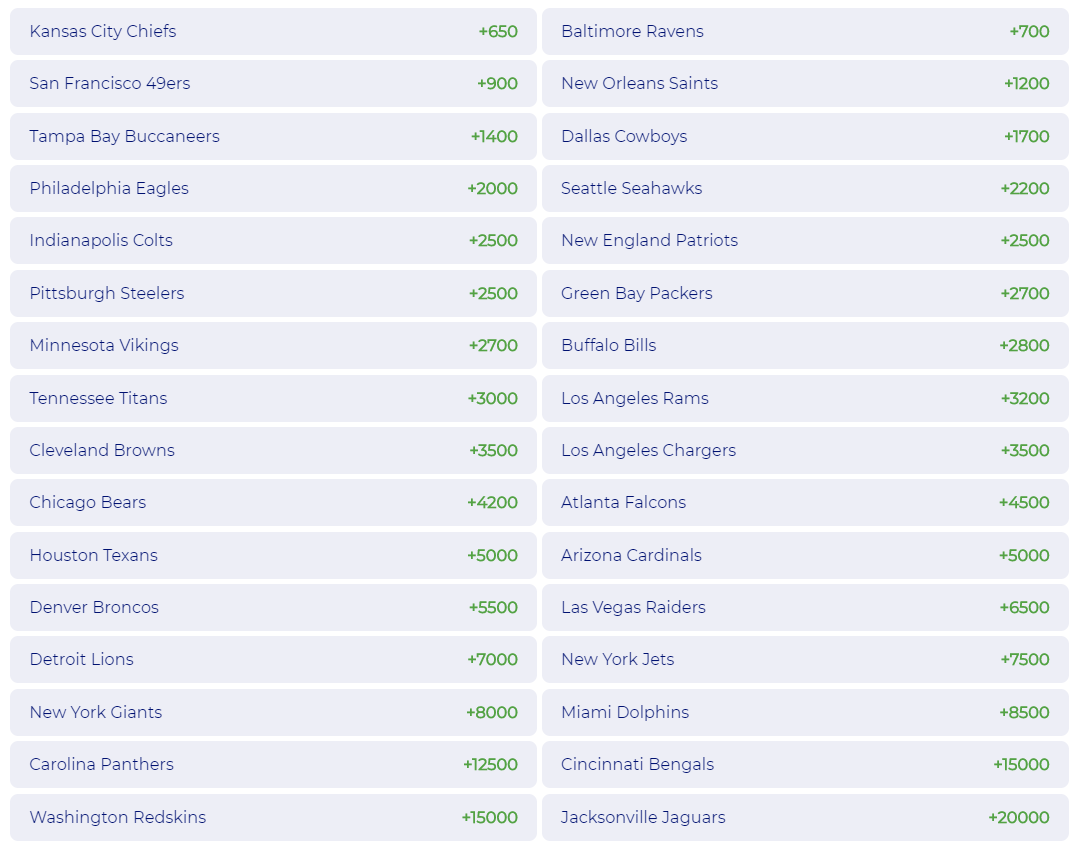 Kansas City Chiefs +650 Baltimore Ravens +700
San Francisco 49ers +900 New Orleans Saints +1200
Tampa Bay Buccaneers +1400 Dallas Cowboys +1700
Philadelphia Eagles +2000 Seattle Seahawks +2200
Indianapolis Colts +2500 New England Patriots +2500
Pittsburgh Steelers +2500 Green Bay Packers +2700
Minnesota Vikings +2700 Buffalo Bills +2800
Tennessee Titans +3000 Los Angeles Rams +3200
Cleveland Browns +3500 Los Angeles Chargers +3500
Chicago Bears +4200 Atlanta Falcons +4500
Houston Texans +5000 Arizona Cardinals +5000
Denver Broncos +5500 Las Vegas Raiders +6500
Detroit Lions +7000 New York Jets +7500
New York Giants +8000 Miami Dolphins +8500
Carolina Panthers +12500 Cincinnati Bengals +15000
Washington Redskins +15000 Jacksonville Jaguars +20000